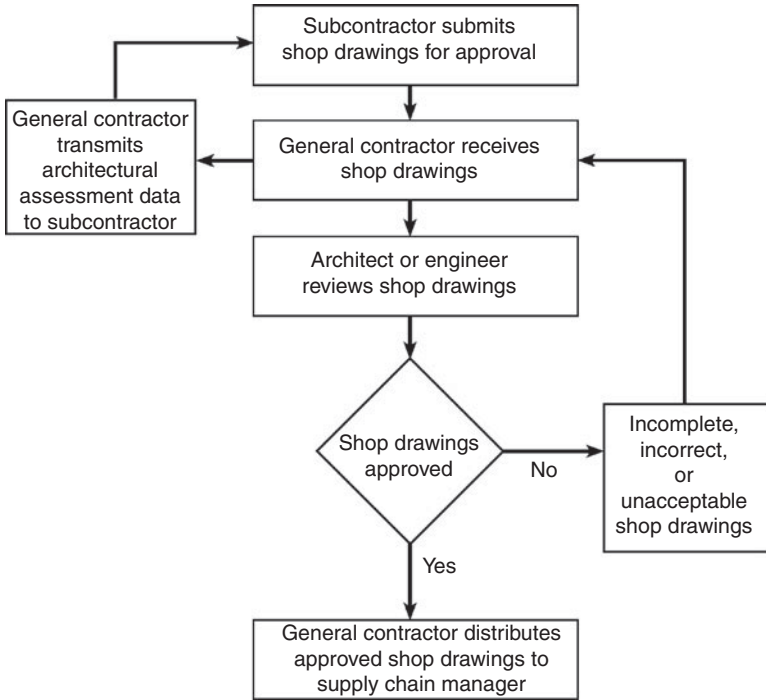 Subcontractor submits
shop drawings for approval
General contractor
transmits
architectural
assessment data
to subcontractor
General contractor receives
shop drawings
Architect or engineer
reviews shop drawings
Shop drawings
approved
No
Incomplete,
incorrect,
or
unacceptable
shop drawings
Yes
General contractor distributes
approved shop drawings to
supply chain manager